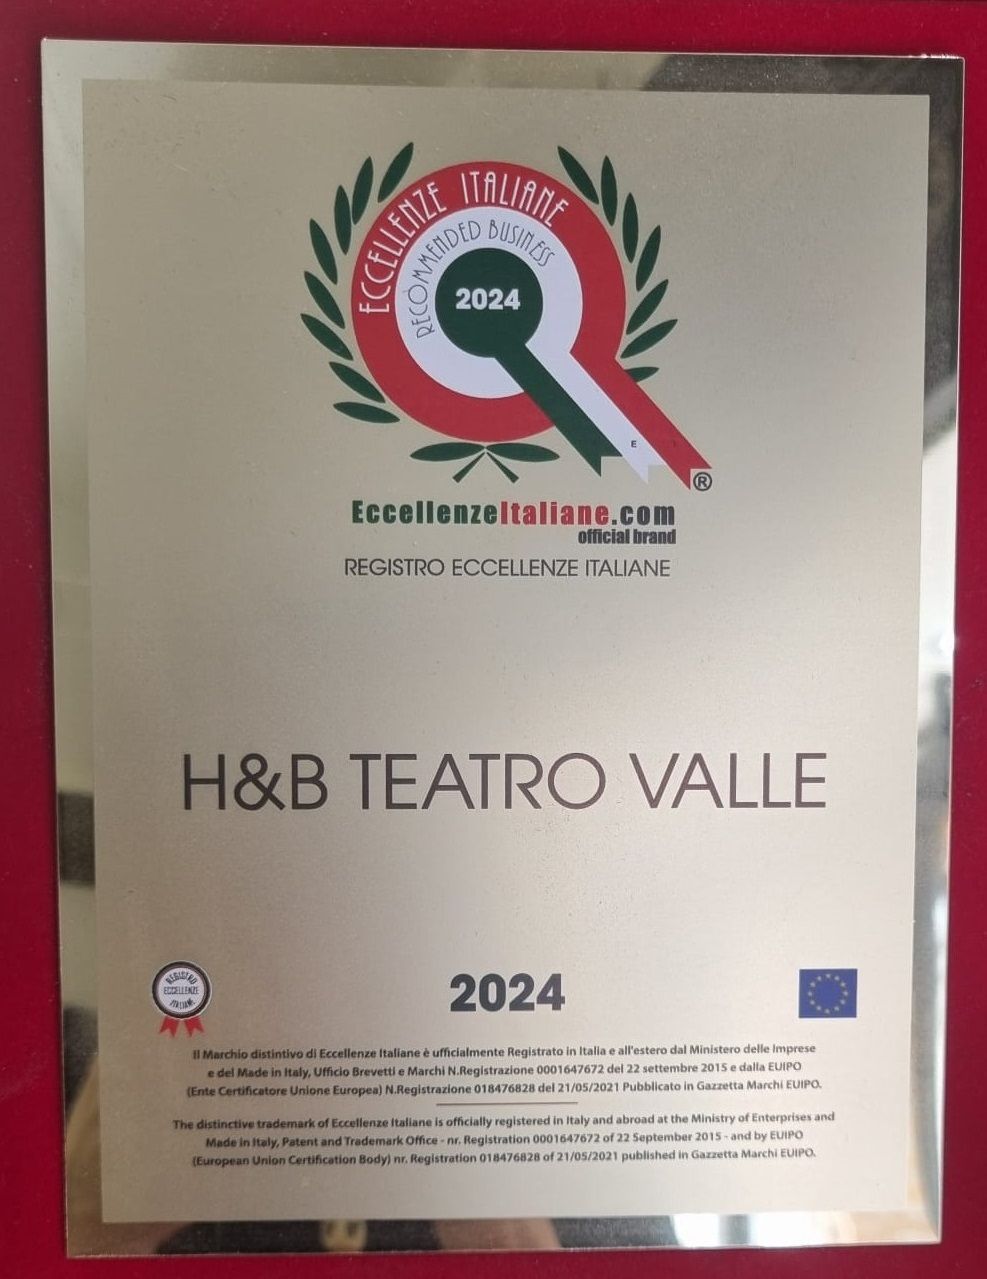 ECCELLENZE ITALIANE
RECOMMENDED BUSINESS
2024
E
®
EccellenzeItaliane.com
official brand
REGISTRO ECCELLENZE ITALIANE
H&B TEATRO VALLE
REGISTRO
ECCELLENZE
ITALIANE
2024
Il Marchio distintivo di Eccellenze Italiane è ufficialmente Registrato in Italia e all'estero dal Ministero delle Imprese
e del Made in Italy, Ufficio Brevetti e Marchi N.Registrazione 0001647672 del 22 settembre 2015 e dalla EUIPO
(Ente Certificatore Unione Europea) N.Registrazione 018476828 del 21/05/2021 Pubblicato in Gazzetta Marchi EUIPO.
The distinctive trademark of Eccellenze Italiane is officially registered in Italy and abroad at the Ministry of Enterprises and
Made in Italy, Patent and Trademark Office - nr. Registration 0001647672 of 22 September 2015 - and by EUIPO
(European Union Certification Body) nr. Registration 018476828 of 21/05/2021 published in Gazzetta Marchi EUIPO.